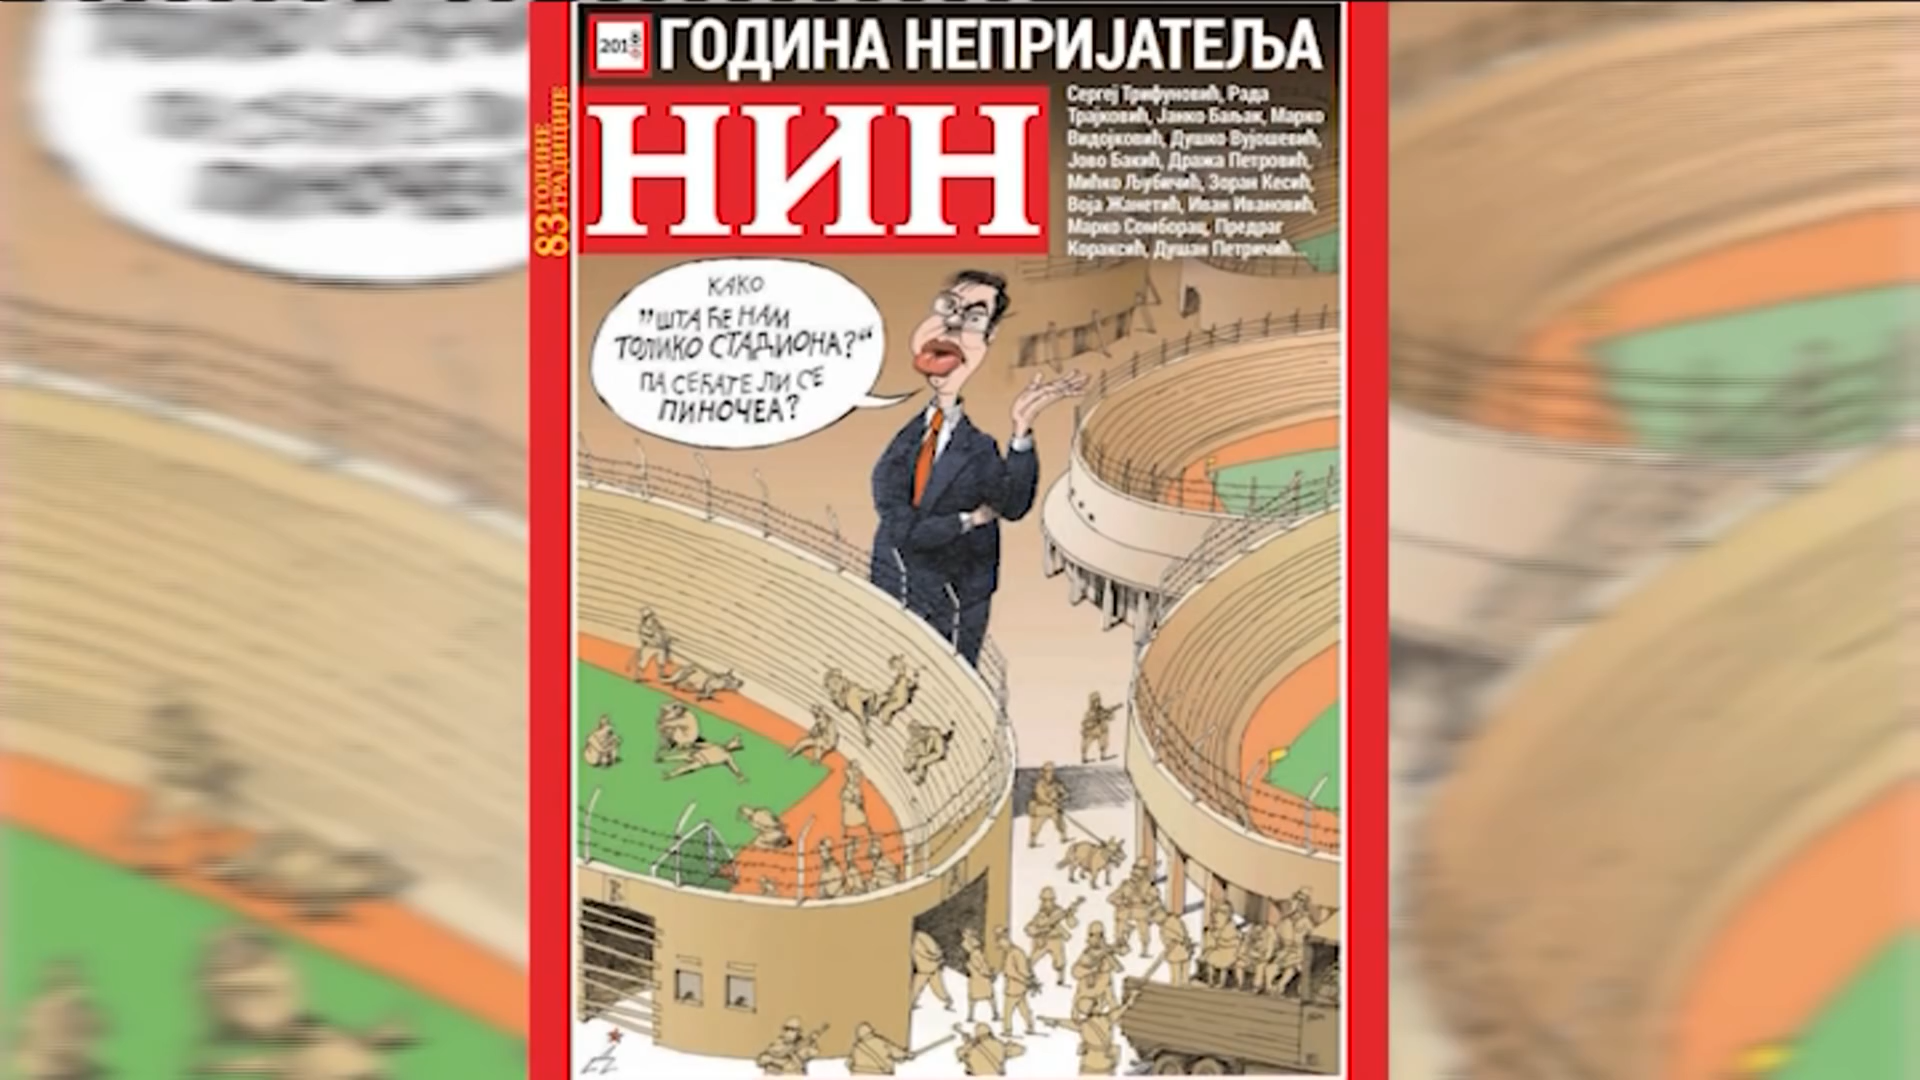 2018 ГОДИНА НЕПРИЈАТЕЉА
83 ГОДИНЕ ТРАДИЦИЈЕ
НИН
Сергеј Трифуновић, Рада
Трајковић, Јанко Баљак, Марко
Видојковић, Душко Вујошевић,
Јово Бакић, Дража Петровић,
Мићко Љубичић, Зоран Кесић,
Воја Жанетић, Иван Ивановић,
Марко Сомборац, Предраг
Кораксић, Душан Петричић...
КАКО
"ШТА ЋЕ НАМ
ТОЛИКО СТАДИОНА?"
ПА СЕЋАТЕ ЛИ СЕ
ПИНОЧЕА?